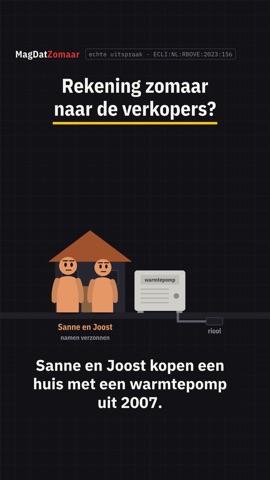 MagDatZomaar echte uitspraak - ECLI:NL:RBOVE:2023:156
Rekening zomaar
naar de verkopers?
warmtepomp
Sanne en Joost
namen verzonnen
riool
Sanne en Joost kopen een
huis met een warmtepomp
uit 2007.